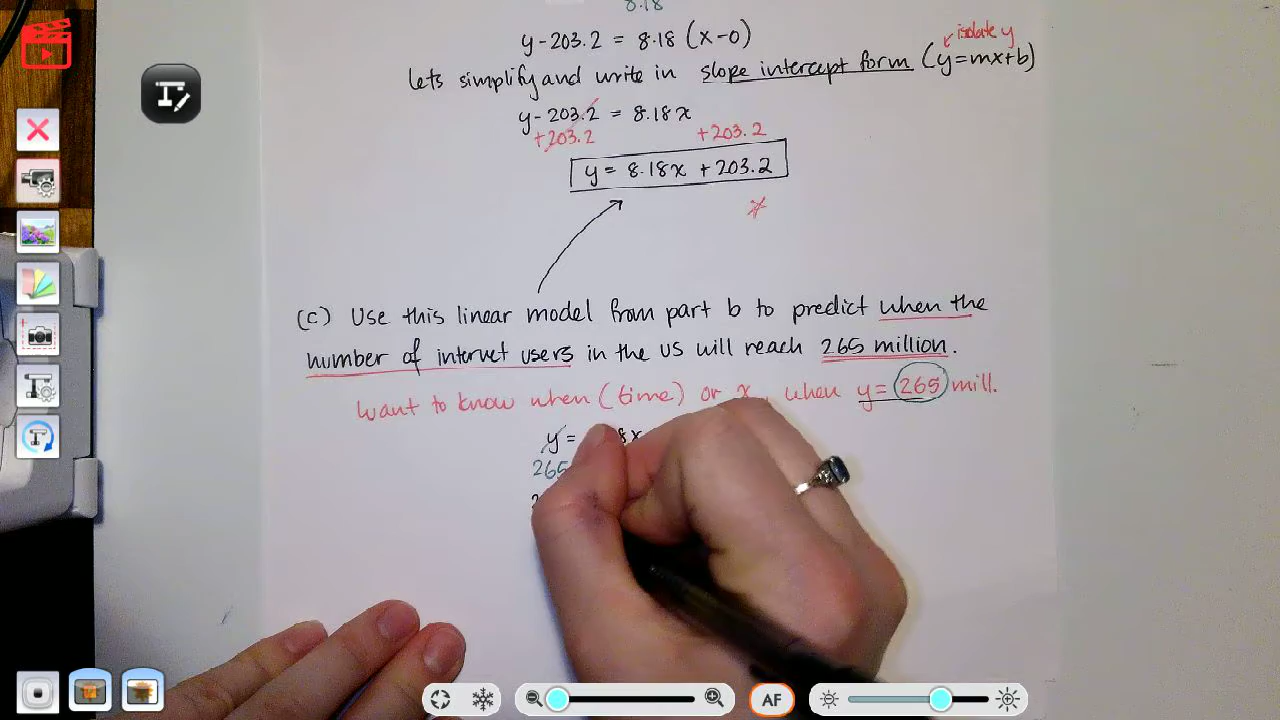 8.18
y-203.2 = 8.18 (x-0)
isolate y
lets simplify and write in slope intercept form (y=mx+b)
y-203.2 = 8.18x
+203.2 +203.2
y = 8.18x + 203.2
*
(c) Use this linear model from part b to predict when the
number of internet users in the US will reach 265 million.
want to know when (time) or x, when y= 265 mill.
y = 8x
265
AF